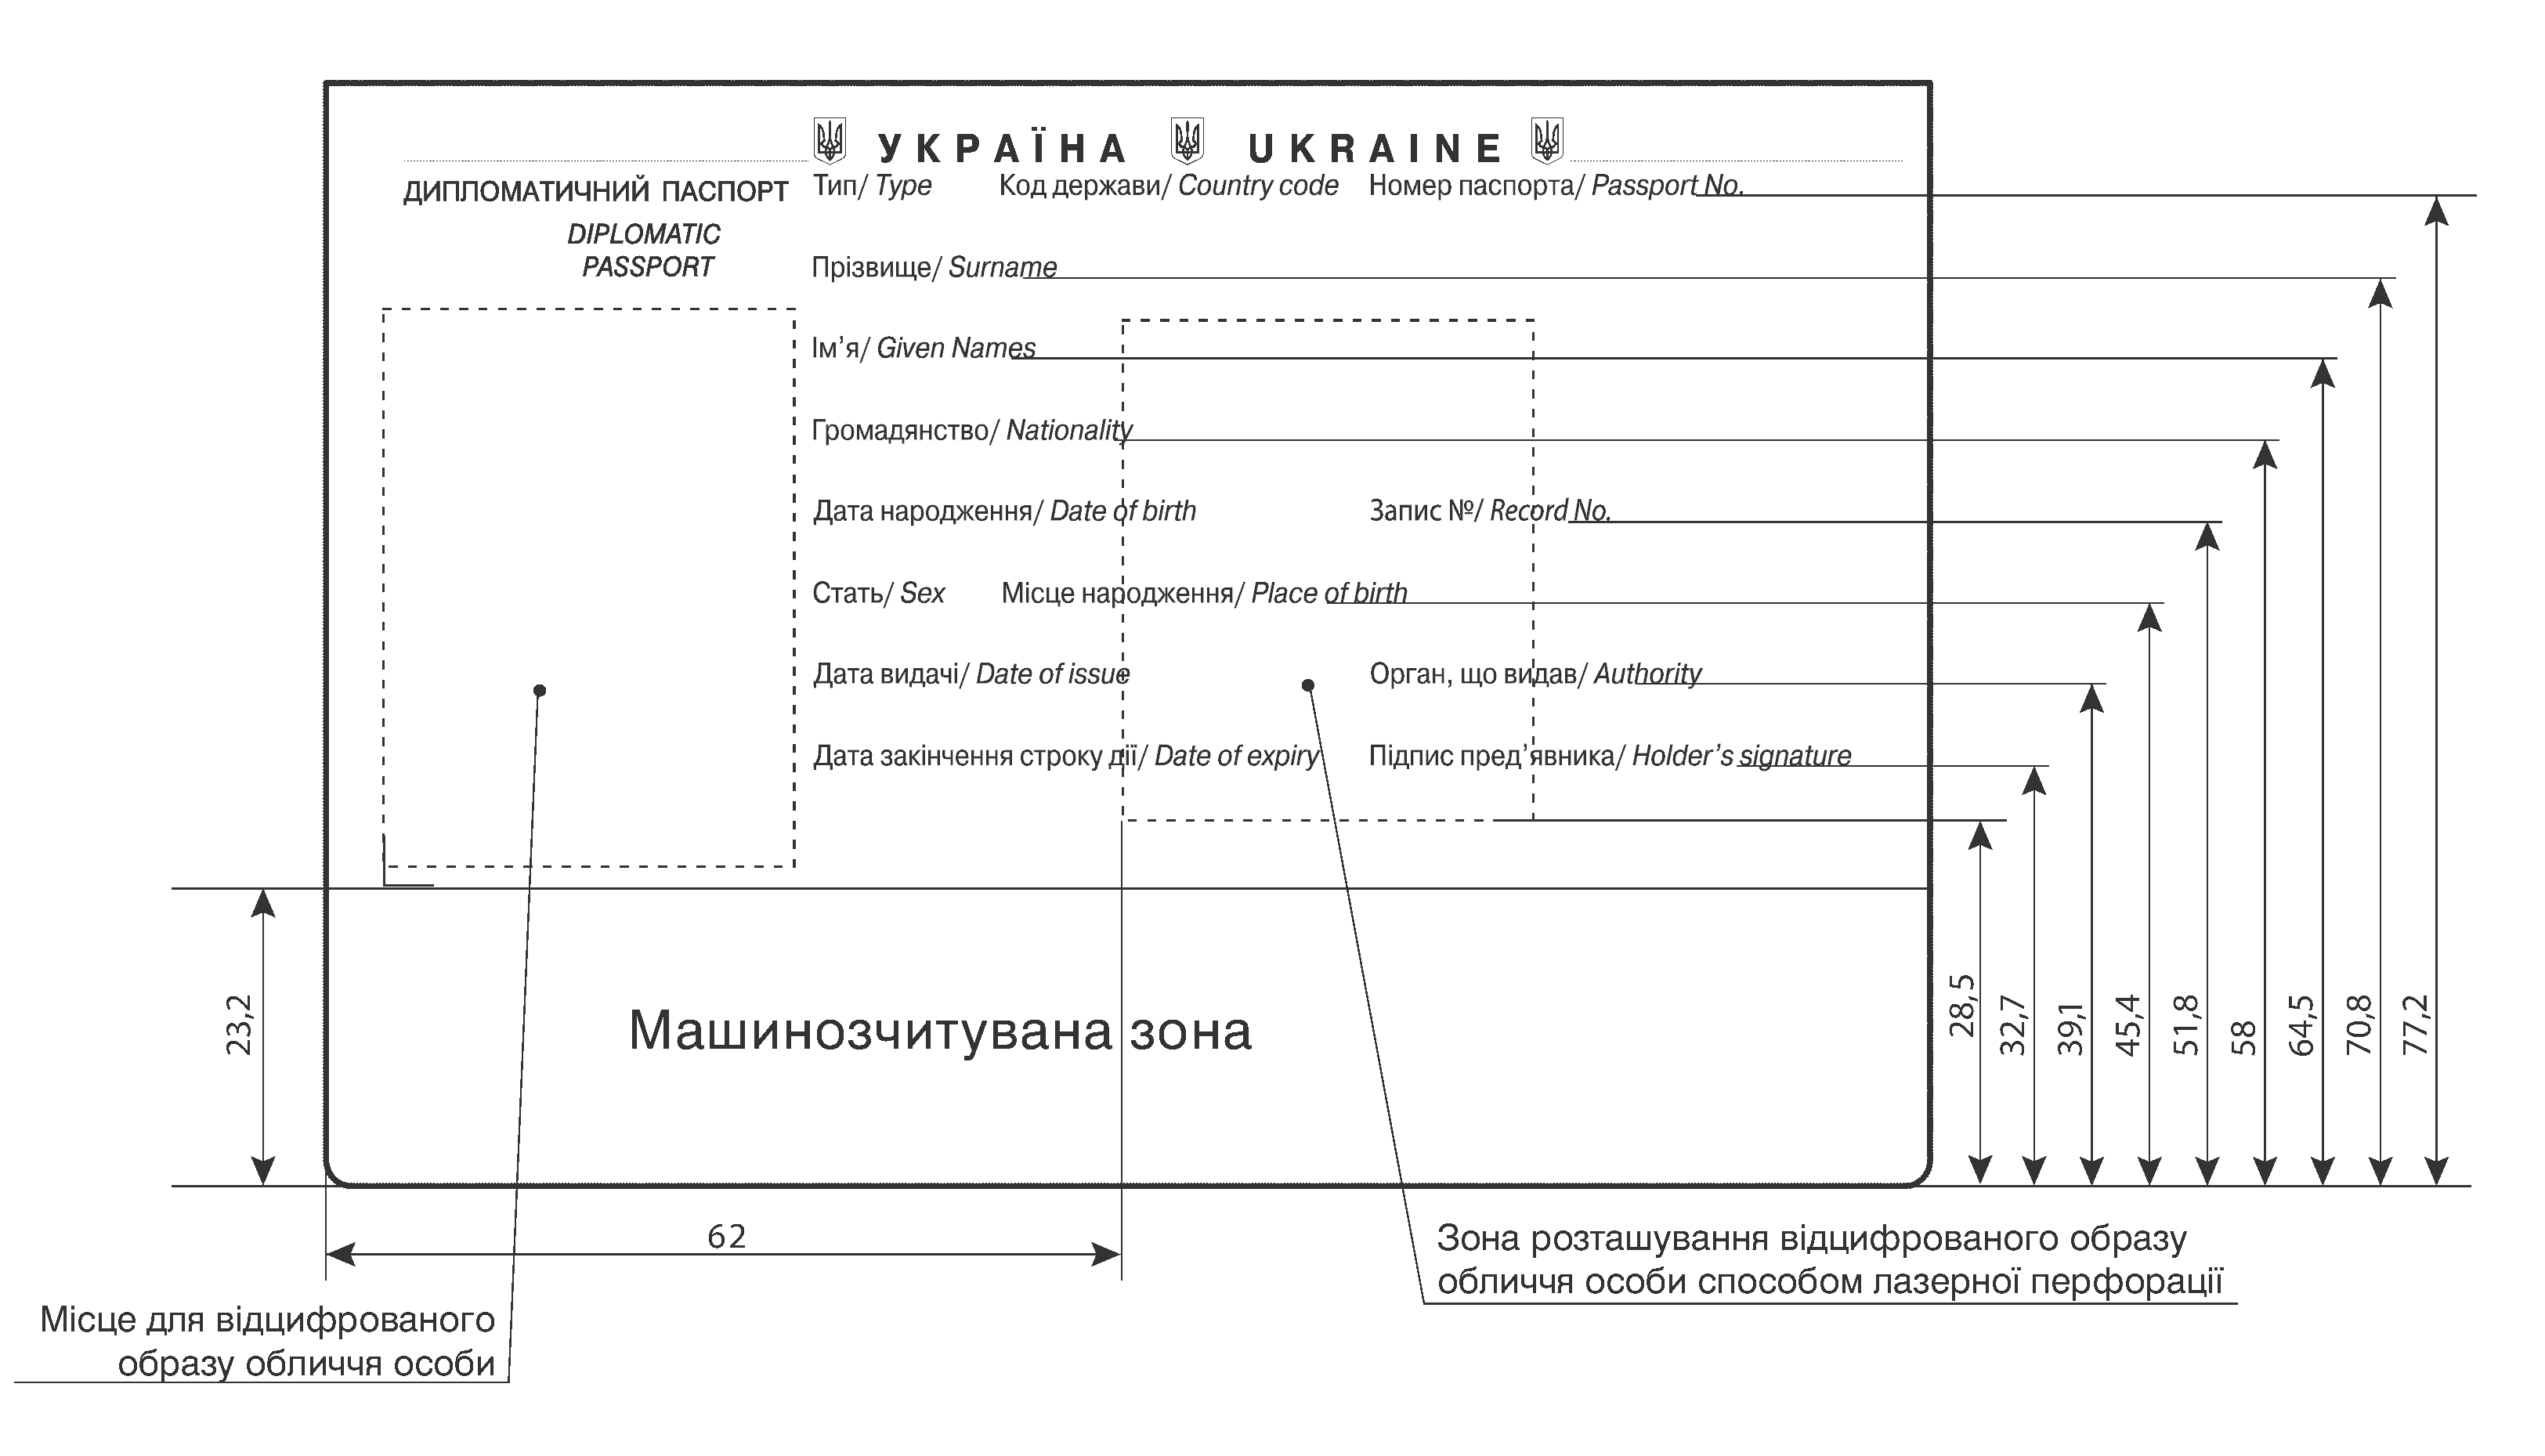 УКРАЇНА UKRAINE
ДИПЛОМАТИЧНИЙ ПАСПОРТ
DIPLOMATIC
PASSPORT
Тип/ Type Код держави/ Country code Номер паспорта/ Passport No.
Прізвище/ Surname
Ім’я/ Given Names
Громадянство/ Nationality
Дата народження/ Date of birth Запис №/ Record No.
Стать/ Sex Місце народження/ Place of birth
Дата видачі/ Date of issue Орган, що видав/ Authority
Дата закінчення строку дії/ Date of expiry Підпис пред’явника/ Holder’s signature
Машинозчитувана зона
23,2
28,5
32,7
39,1
45,4
51,8
58
64,5
70,8
77,2
62
Зона розташування відцифрованого образу
обличчя особи способом лазерної перфорації
Місце для відцифрованого
образу обличчя особи